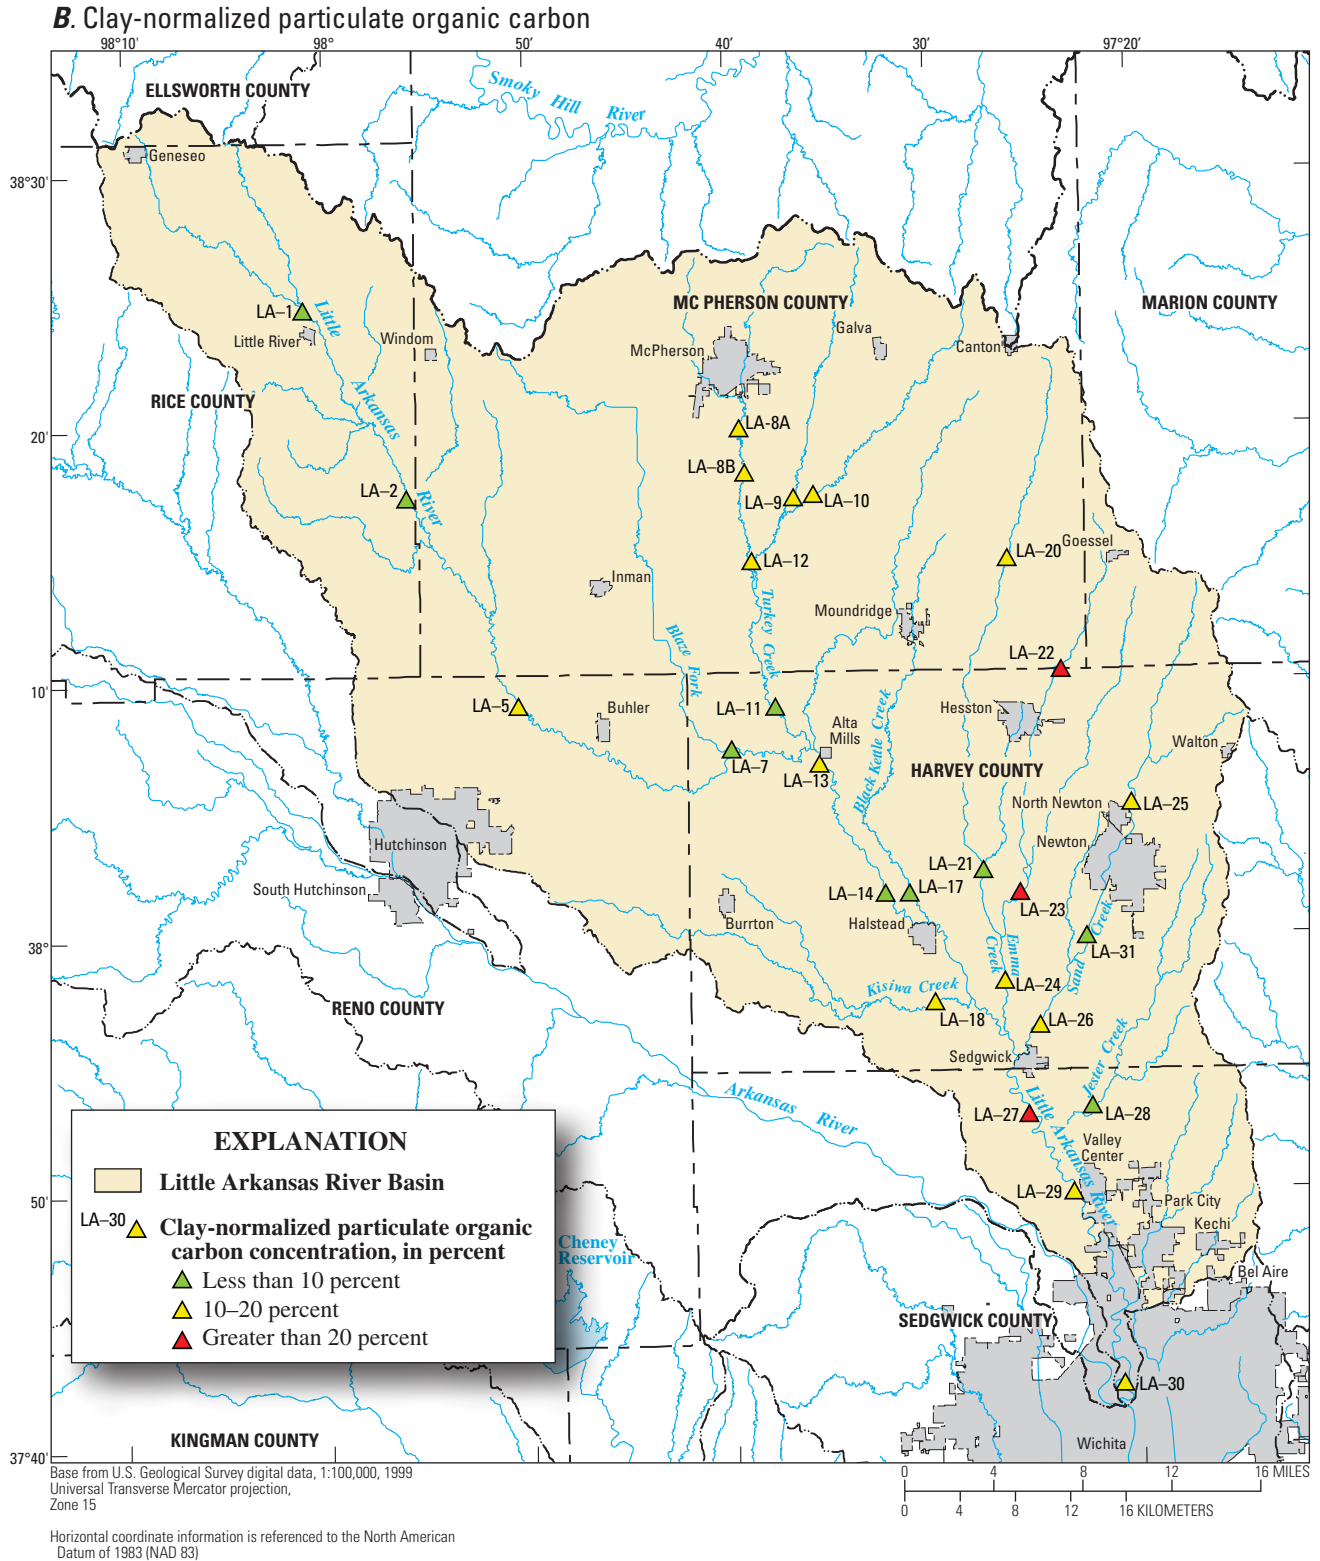 B. Clay-normalized particulate organic carbon
98°10′
98°
50′
40′
30′
97°20′
ELLSWORTH COUNTY
Smoky Hill River
Geneseo
38°30′
LA–1
Little River
Windom
MC PHERSON COUNTY
MARION COUNTY
McPherson
Galva
Canton
RICE COUNTY
Little Arkansas River
20′
LA-8A
LA–8B
LA–2
LA–9
LA–10
LA–12
LA–20
Goessel
Inman
Turkey Creek
Moundridge
Blaze Fork
LA–22
10′
LA–5
Buhler
LA–11
Alta
Mills
Black Kettle Creek
Hesston
Walton
LA–7
LA–13
HARVEY COUNTY
North Newton
LA–25
Hutchinson
Newton
South Hutchinson
LA–21
LA–14
LA–17
LA–23
Burrton
Halstead
Sand Creek
38°
Emma
Creek
LA–31
LA–24
RENO COUNTY
Kisiwa Creek
LA–18
LA–26
Sedgwick
Jester Creek
Arkansas River
LA–27
Little Arkansas River
LA–28
Valley
Center
50′
LA–29
Park City
Kechi
Cheney
Reservoir
Bel Aire
SEDGWICK COUNTY
LA–30
Wichita
KINGMAN COUNTY
37°40′
EXPLANATION
Little Arkansas River Basin
LA–30
Clay-normalized particulate organic
carbon concentration, in percent
Less than 10 percent
10–20 percent
Greater than 20 percent
Base from U.S. Geological Survey digital data, 1:100,000, 1999
Universal Transverse Mercator projection,
Zone 15
Horizontal coordinate information is referenced to the North American
Datum of 1983 (NAD 83)
0 4 8 12 16 MILES
0 4 8 12 16 KILOMETERS